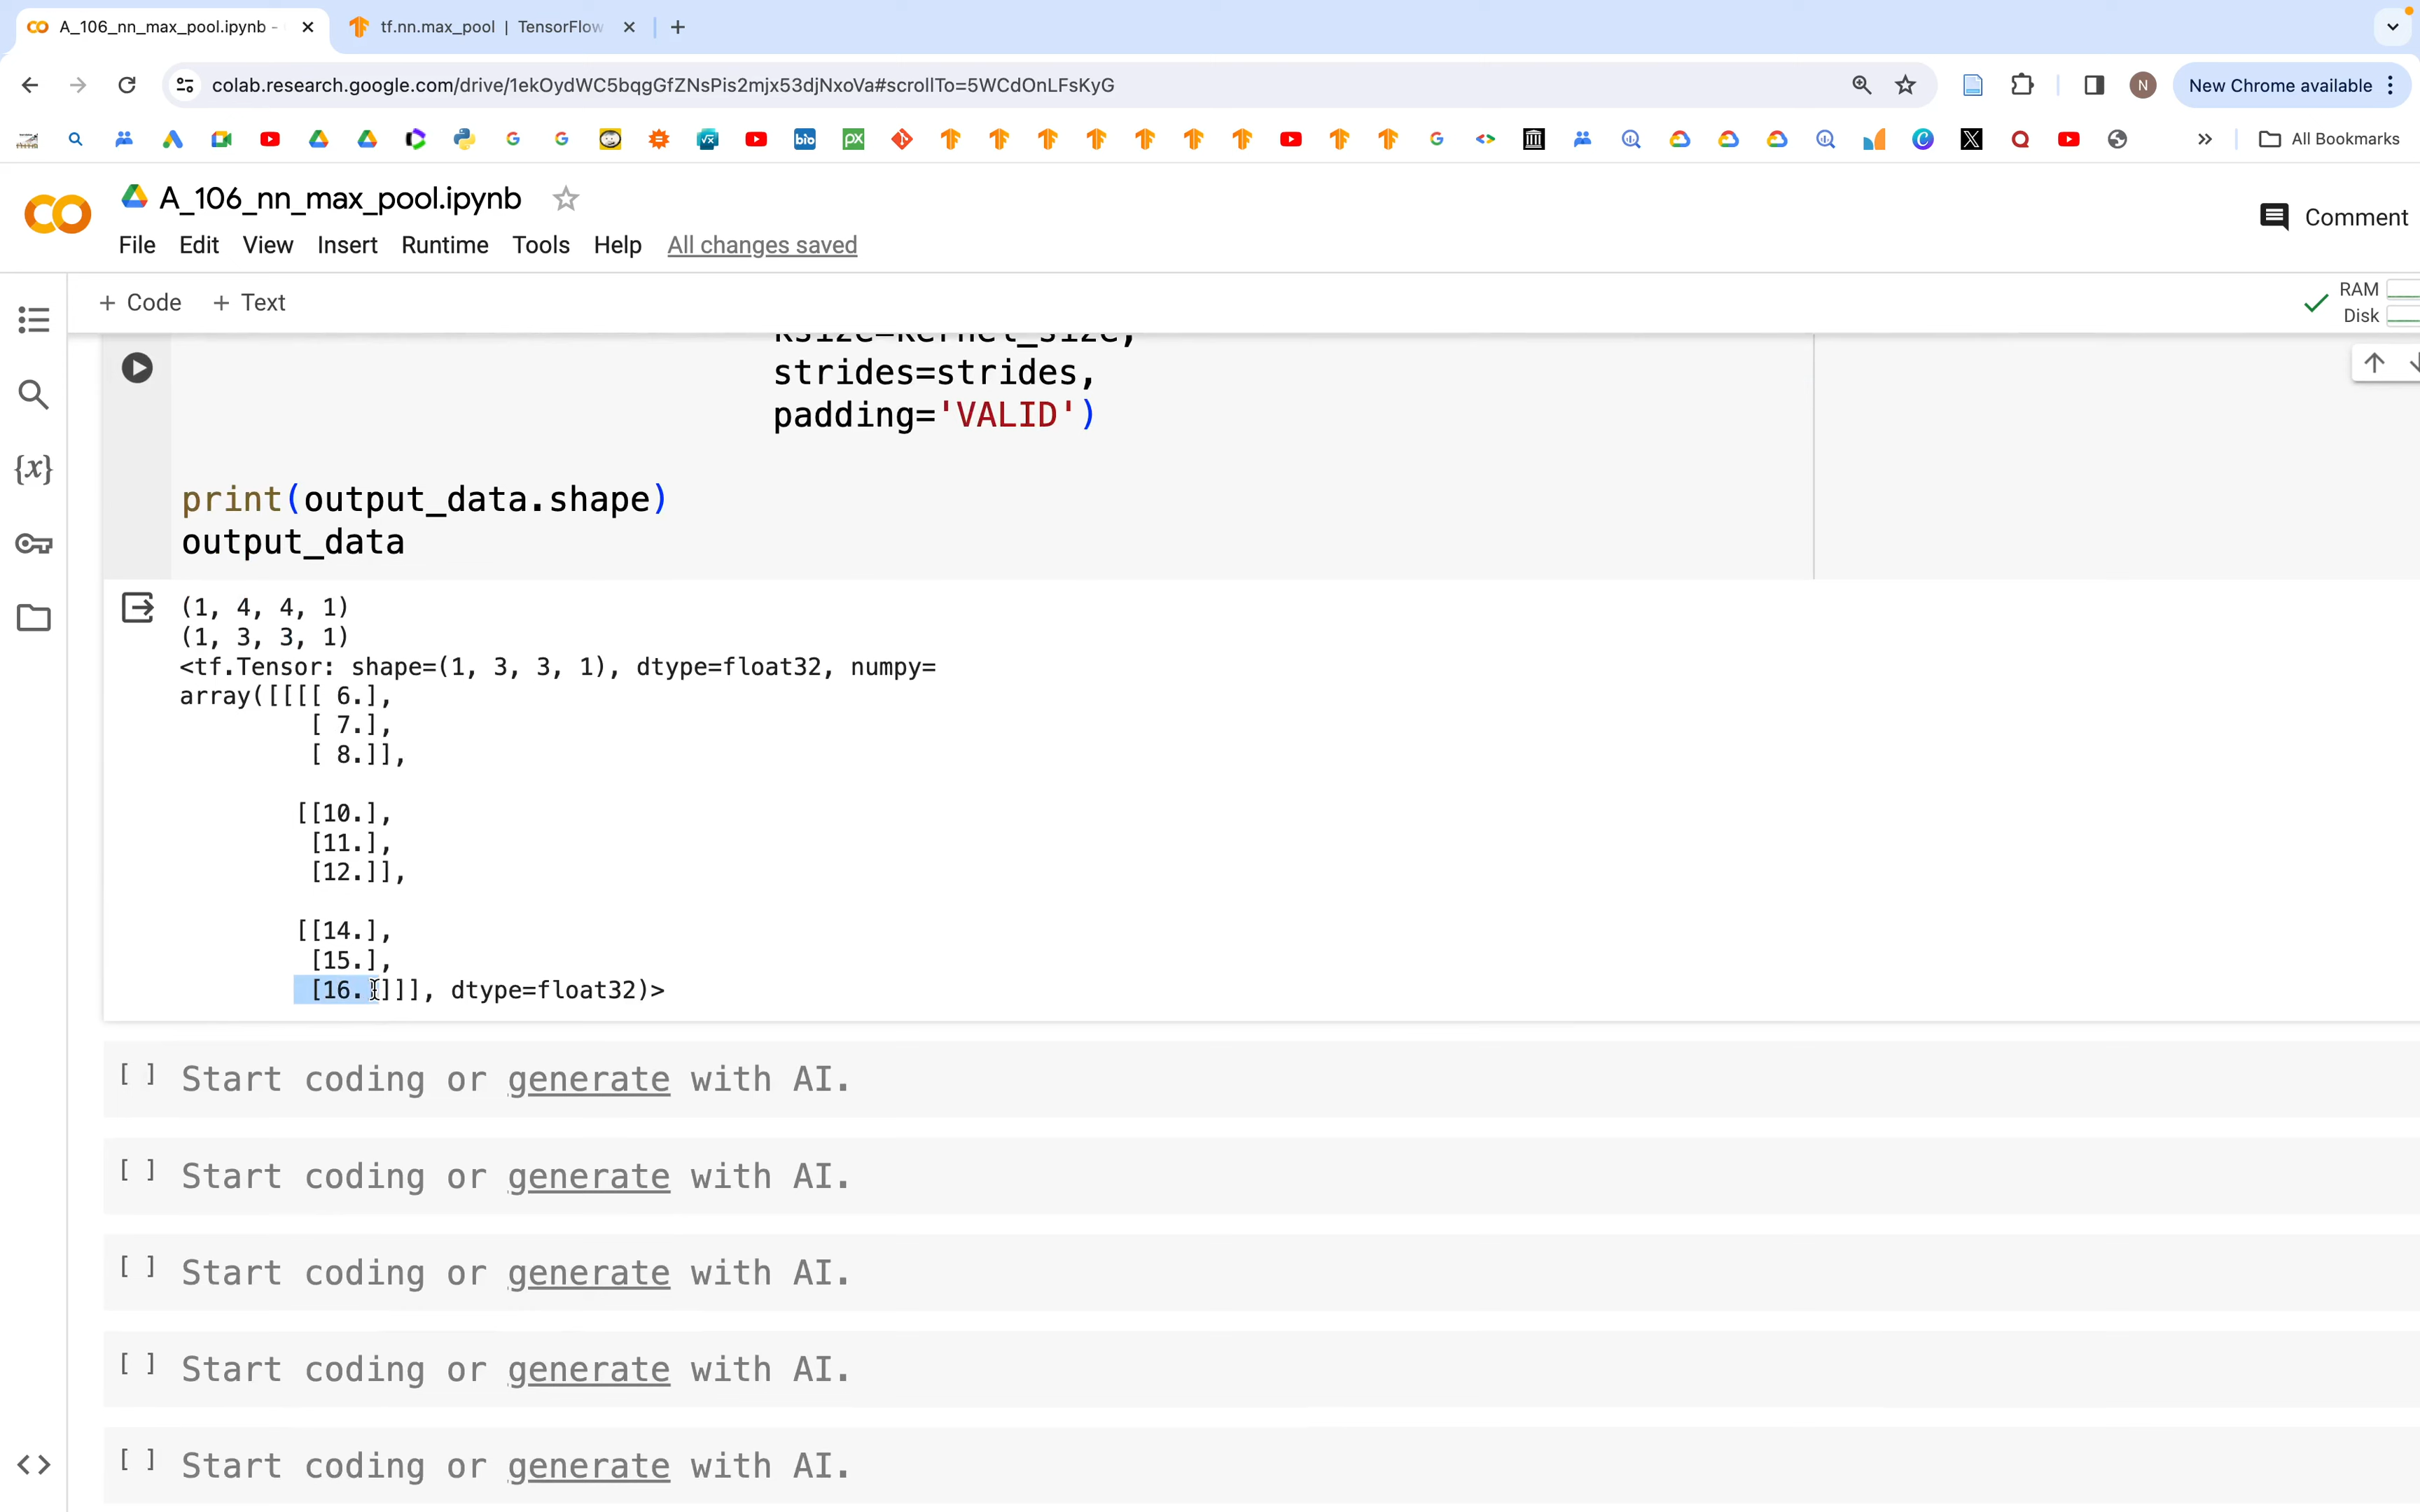 A_106_nn_max_pool.ipynb -
tf.nn.max_pool | TensorFlow
colab.research.google.com/drive/1ekOydWC5bqgGfZNsPis2mjx53djNxoVa#scrollTo=5WCdOnLFsKyG
N
New Chrome available
All Bookmarks
A_106_nn_max_pool.ipynb
Comment
File Edit View Insert Runtime Tools Help All changes saved
+ Code + Text
RAM
Disk
ksize=kernel_size,
strides=strides,
padding='VALID')
print(output_data.shape)
output_data
(1, 4, 4, 1)
(1, 3, 3, 1)
<tf.Tensor: shape=(1, 3, 3, 1), dtype=float32, numpy=
array([[[[ 6.],
[ 7.],
[ 8.]],
[[10.],
[11.],
[12.]],
[[14.],
[15.],
[16.]]]], dtype=float32)>
[ ] Start coding or generate with AI.
[ ] Start coding or generate with AI.
[ ] Start coding or generate with AI.
[ ] Start coding or generate with AI.
[ ] Start coding or generate with AI.